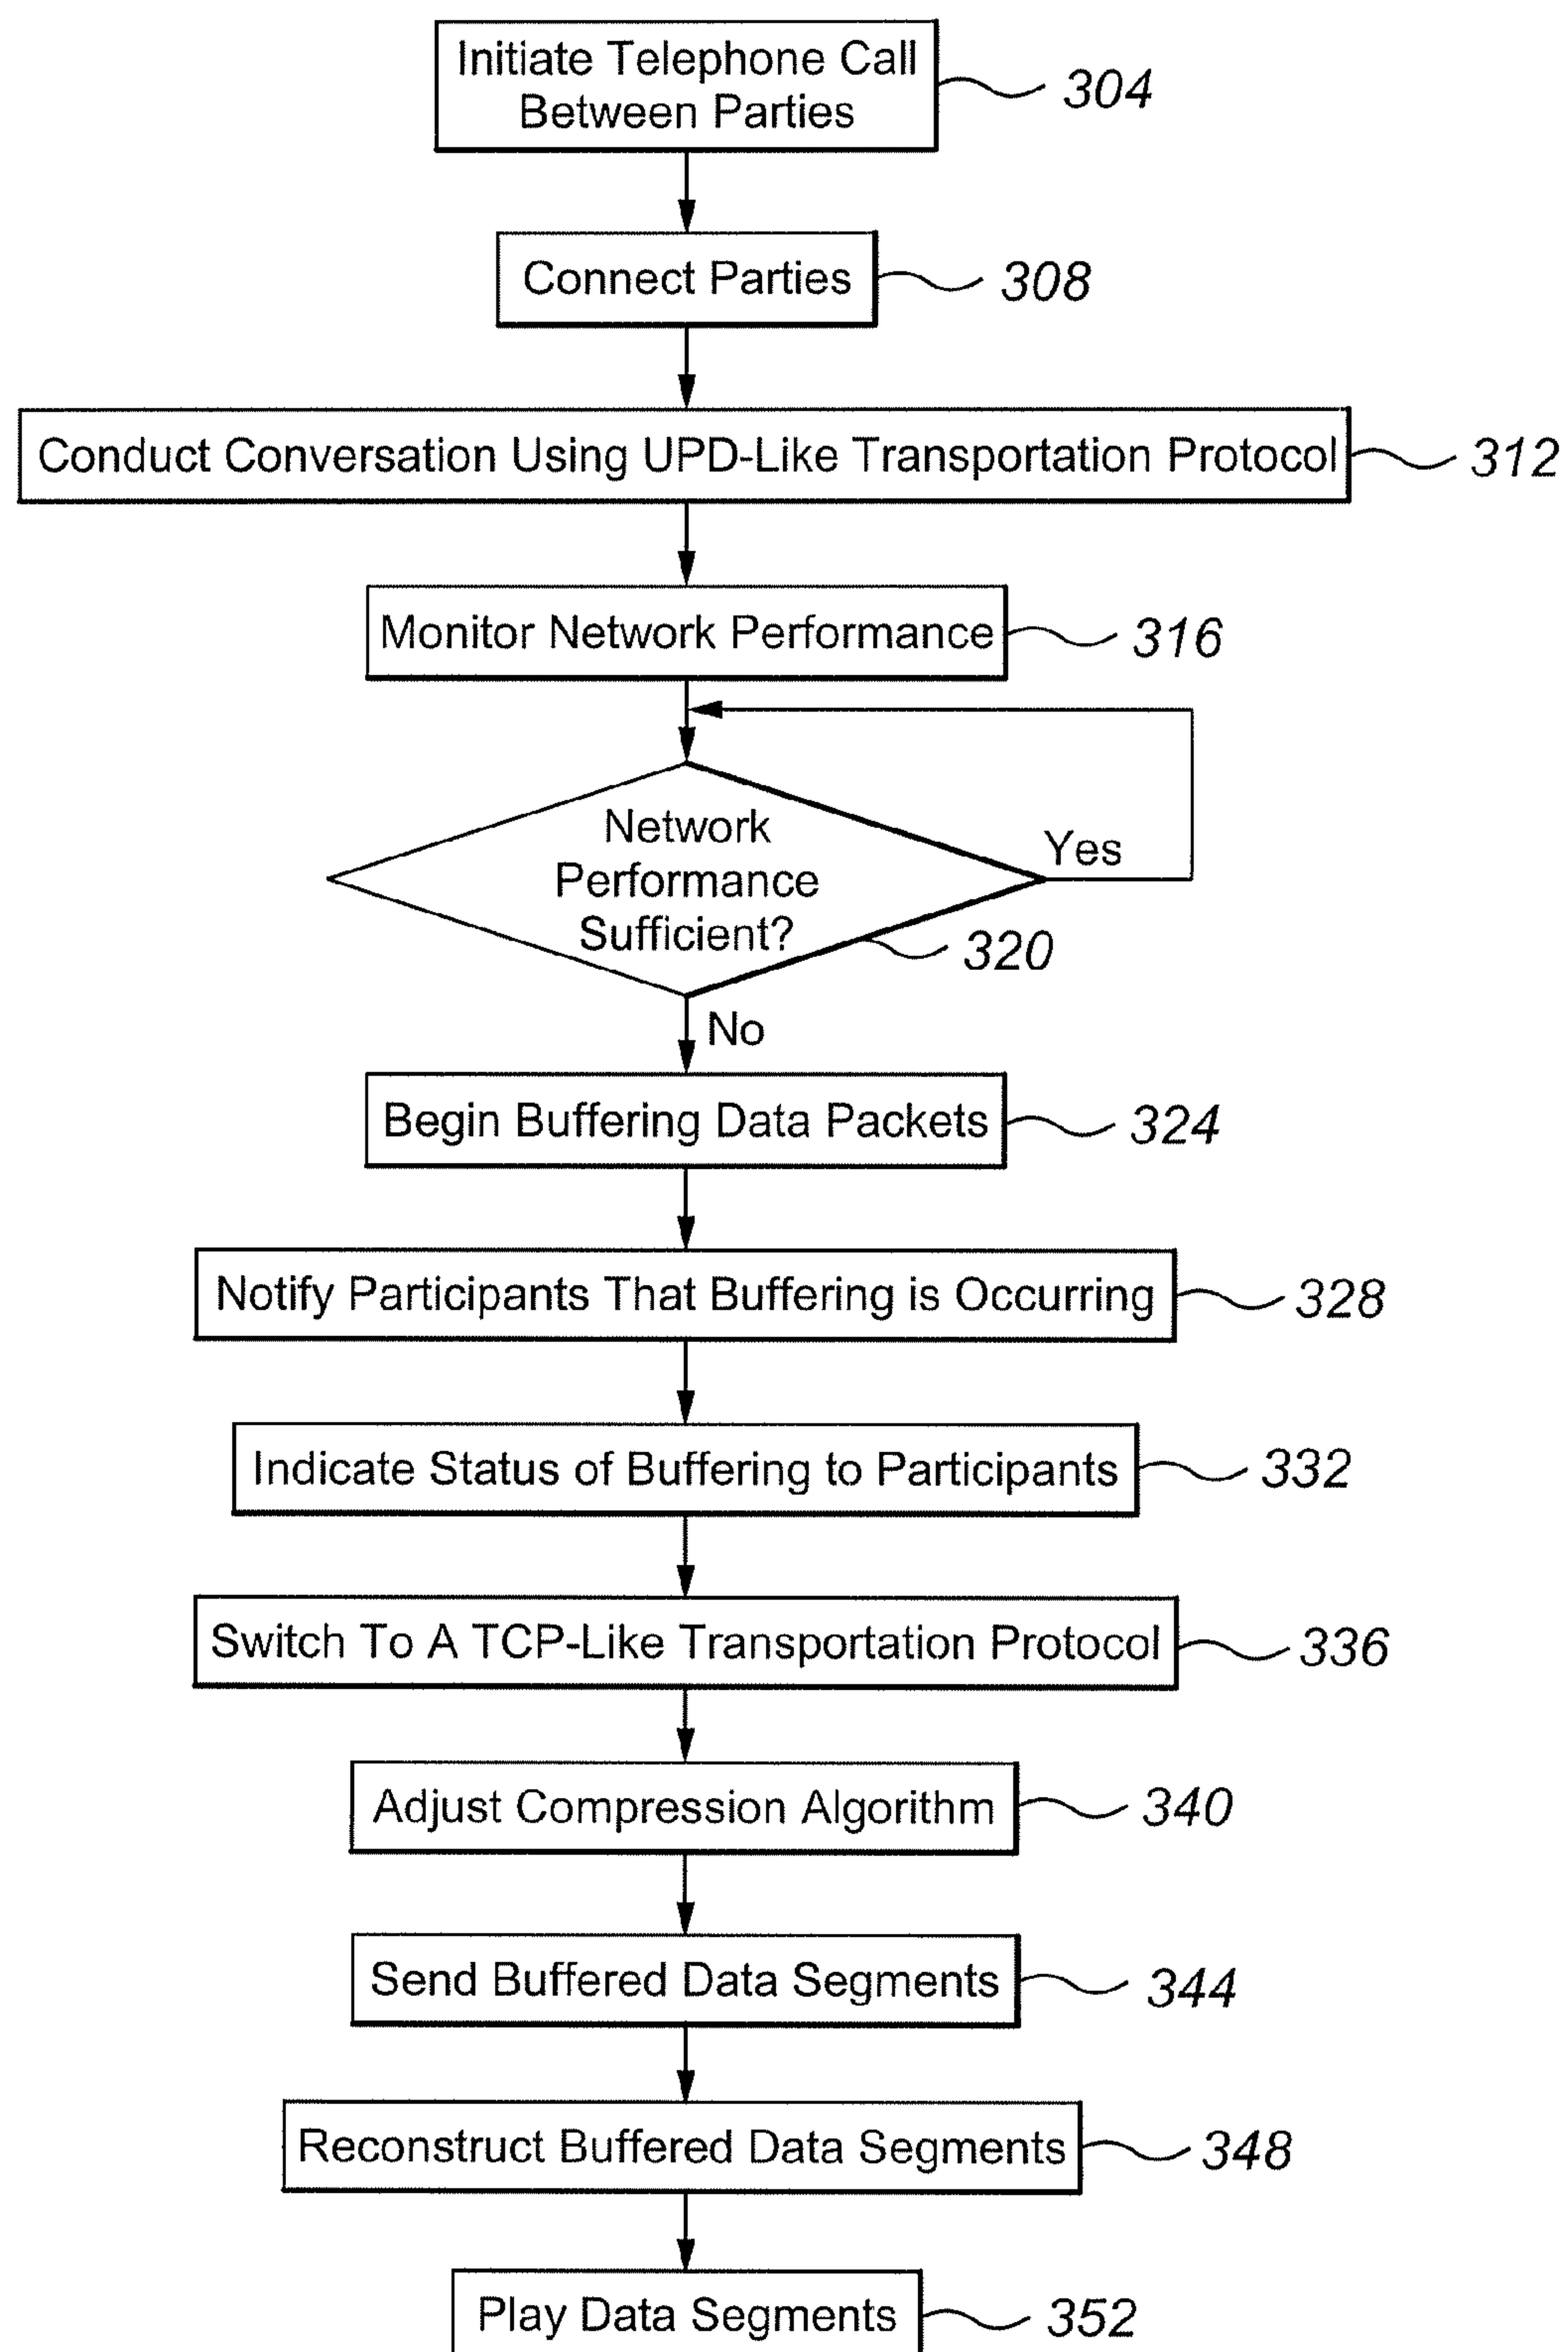 Initiate Telephone Call
Between Parties
304
Connect Parties
308
Conduct Conversation Using UPD-Like Transportation Protocol
312
Monitor Network Performance
316
Network
Performance
Sufficient?
Yes
320
No
Begin Buffering Data Packets
324
Notify Participants That Buffering is Occurring
328
Indicate Status of Buffering to Participants
332
Switch To A TCP-Like Transportation Protocol
336
Adjust Compression Algorithm
340
Send Buffered Data Segments
344
Reconstruct Buffered Data Segments
348
Play Data Segments
352